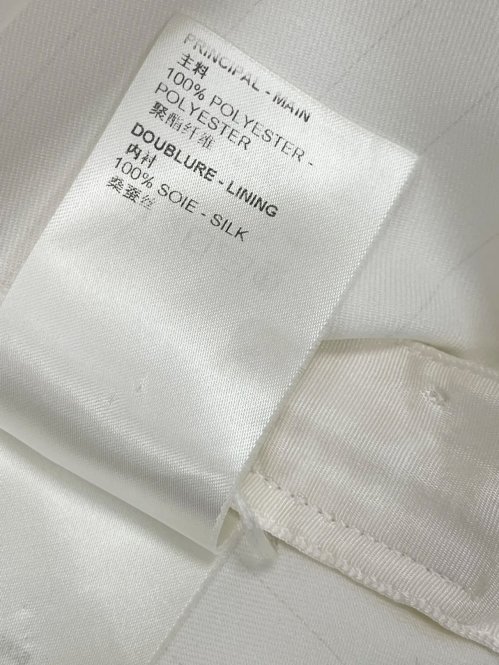 PRINCIPAL - MAIN
主料
100% POLYESTER -
POLYESTER
聚酯纤维
DOUBLURE - LINING
内衬
100% SOIE - SILK
桑蚕丝